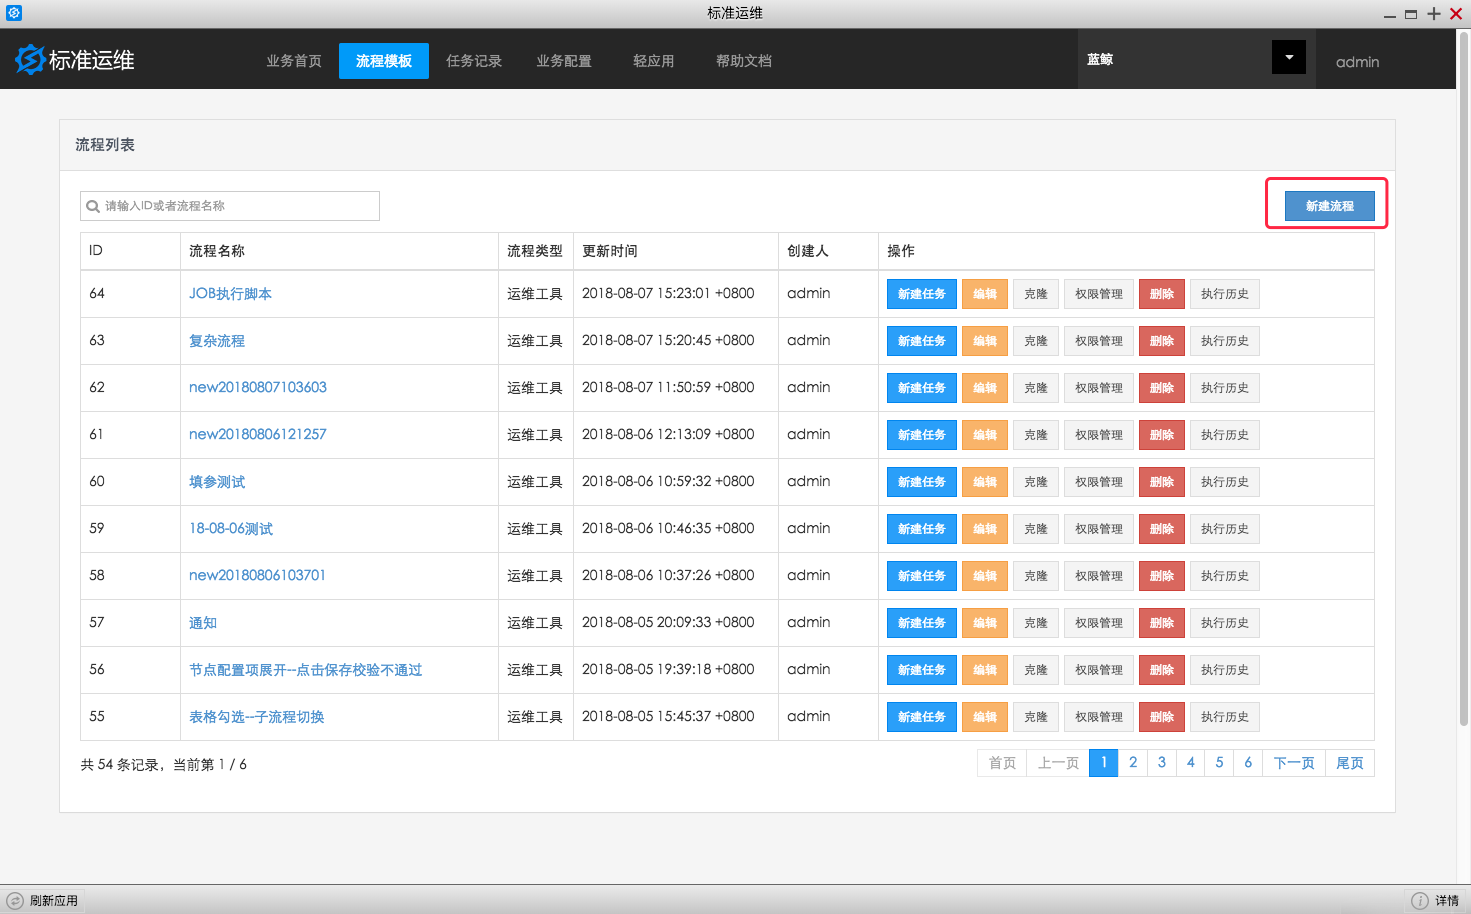 标准运维
标准运维 业务首页 流程模板 任务记录 业务配置 轻应用 帮助文档 蓝鲸 admin
流程列表
请输入ID或者流程名称 新建流程
ID 流程名称 流程类型 更新时间 创建人 操作
64 JOB执行脚本 运维工具 2018-08-07 15:23:01 +0800 admin 新建任务 编辑 克隆 权限管理 删除 执行历史
63 复杂流程 运维工具 2018-08-07 15:20:45 +0800 admin 新建任务 编辑 克隆 权限管理 删除 执行历史
62 new20180807103603 运维工具 2018-08-07 11:50:59 +0800 admin 新建任务 编辑 克隆 权限管理 删除 执行历史
61 new20180806121257 运维工具 2018-08-06 12:13:09 +0800 admin 新建任务 编辑 克隆 权限管理 删除 执行历史
60 填参测试 运维工具 2018-08-06 10:59:32 +0800 admin 新建任务 编辑 克隆 权限管理 删除 执行历史
59 18-08-06测试 运维工具 2018-08-06 10:46:35 +0800 admin 新建任务 编辑 克隆 权限管理 删除 执行历史
58 new20180806103701 运维工具 2018-08-06 10:37:26 +0800 admin 新建任务 编辑 克隆 权限管理 删除 执行历史
57 通知 运维工具 2018-08-05 20:09:33 +0800 admin 新建任务 编辑 克隆 权限管理 删除 执行历史
56 节点配置项展开--点击保存校验不通过 运维工具 2018-08-05 19:39:18 +0800 admin 新建任务 编辑 克隆 权限管理 删除 执行历史
55 表格勾选--子流程切换 运维工具 2018-08-05 15:45:37 +0800 admin 新建任务 编辑 克隆 权限管理 删除 执行历史
共 54 条记录，当前第 1 / 6 首页 上一页 1 2 3 4 5 6 下一页 尾页
刷新应用 详情